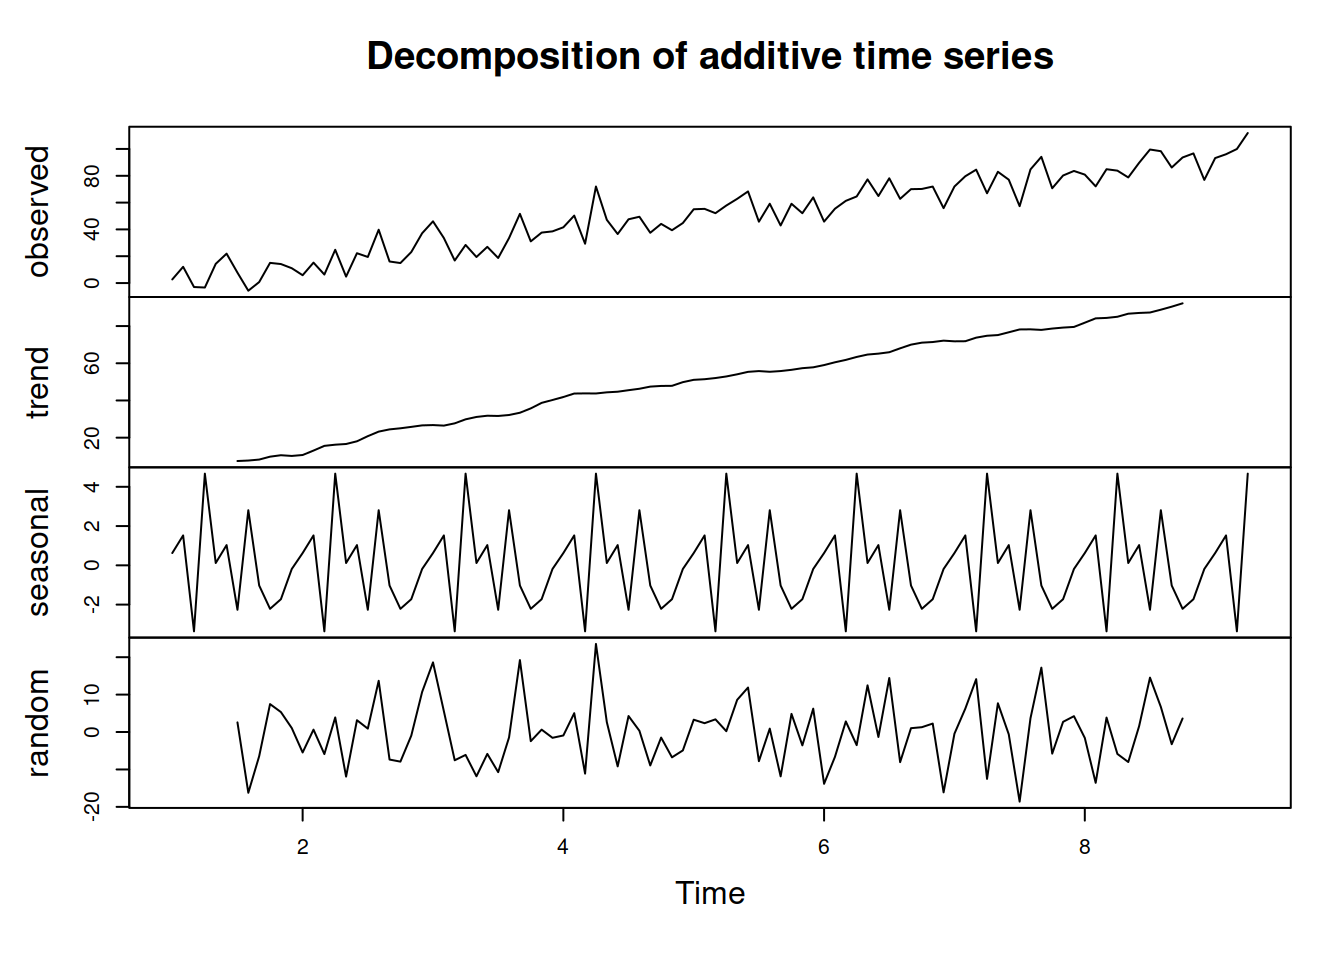 Decomposition of additive time series
observed
0 40 80
trend
20 60
seasonal
-2 0 2 4
random
-20 0 10
2 4 6 8
Time